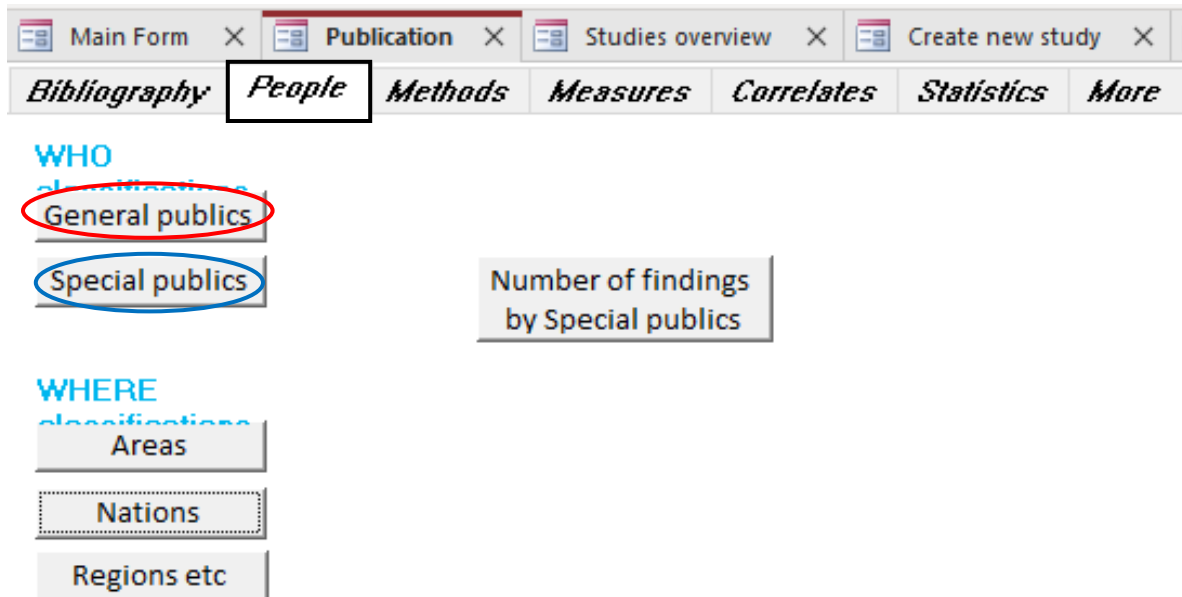 Main Form Publication Studies overview Create new study
Bibliography People Methods Measures Correlates Statistics More
WHO
General publics
Special publics
Number of findings
by Special publics
WHERE
Areas
Nations
Regions etc